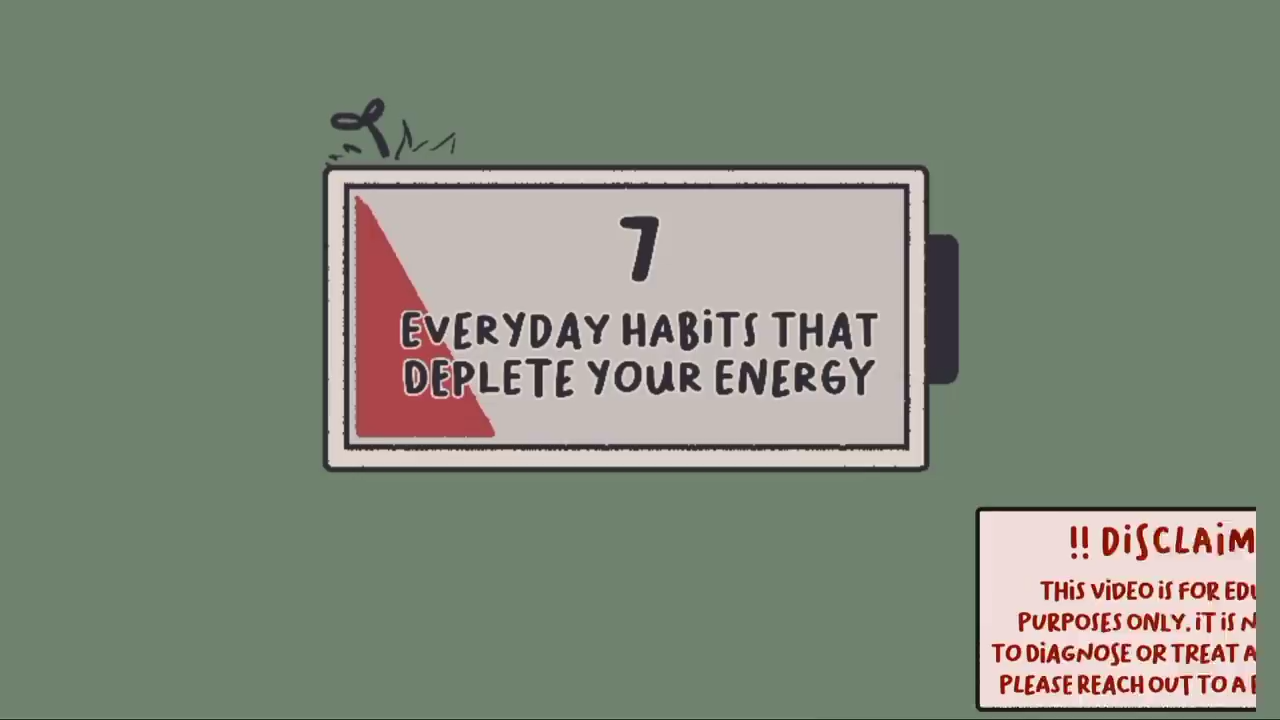 7
EVERYDAY HABiTS THAT
DEPLETE YOUR ENERGY
!! DiSCLAiM
THiS ViDEO iS FOR EDU
PURPOSES ONLY. iT iS N
TO DiAGNOSE OR TREAT A
PLEASE REACH OUT TO A